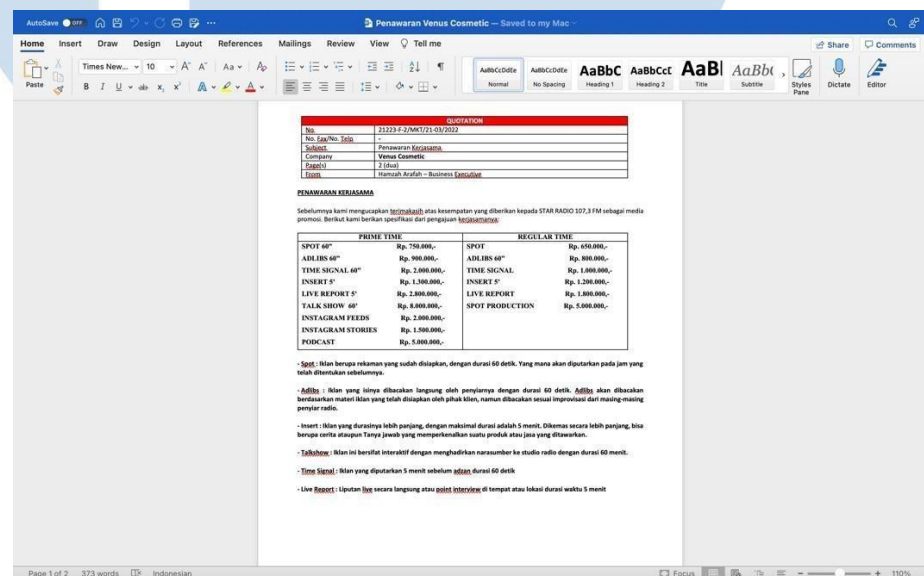 AutoSave OFF
Penawaran Venus Cosmetic — Saved to my Mac
Home Insert Draw Design Layout References Mailings Review View Tell me
Share Comments
Paste
Times New... 10
Normal No Spacing Heading 1 Heading 2 Title Subtitle Styles Pane Dictate Editor
QUOTATION
No. 21223-F-2/MKT/21-03/2022
No. Fax/No. Telp -
Subject Penawaran Kerjasama
Company Venus Cosmetic
Page(s) 2 (dua)
From Hamzah Arafah – Business Executive
PENAWARAN KERJASAMA
Sebelumnya kami mengucapkan terimakasih atas kesempatan yang diberikan kepada STAR RADIO 107,3 FM sebagai media
promosi. Berikut kami berikan spesifikasi dari pengajuan kerjasamanya;
PRIME TIME REGULAR TIME
SPOT 60" Rp. 750.000,- SPOT Rp. 650.000,-
ADLIBS 60" Rp. 900.000,- ADLIBS 60" Rp. 800.000,-
TIME SIGNAL 60" Rp. 2.000.000,- TIME SIGNAL Rp. 1.000.000,-
INSERT 5' Rp. 1.300.000,- INSERT 5' Rp. 1.200.000,-
LIVE REPORT 5' Rp. 2.800.000,- LIVE REPORT Rp. 1.800.000,-
TALK SHOW 60' Rp. 8.000.000,- SPOT PRODUCTION Rp. 5.000.000,-
INSTAGRAM FEEDS Rp. 2.000.000,-
INSTAGRAM STORIES Rp. 1.500.000,-
PODCAST Rp. 5.000.000,-
- Spot : Iklan berupa rekaman yang sudah disiapkan, dengan durasi 60 detik. Yang mana akan diputarkan pada jam yang
telah ditentukan sebelumnya.
- Adlibs : Iklan yang isinya dibacakan langsung oleh penyiarnya dengan durasi 60 detik. Adlibs akan dibacakan
berdasarkan materi iklan yang telah disiapkan oleh pihak klien, namun dibacakan sesuai improvisasi dari masing-masing
penyiar radio.
- Insert : Iklan yang durasinya lebih panjang, dengan maksimal durasi adalah 5 menit. Dikemas secara lebih panjang, bisa
berupa cerita ataupun Tanya jawab yang memperkenalkan suatu produk atau jasa yang ditawarkan.
- Talkshow : Iklan ini bersifat interaktif dengan menghadirkan narasumber ke studio radio dengan durasi 60 menit.
- Time Signal : Iklan yang diputarkan 5 menit sebelum adzan durasi 60 detik
- Live Report : Liputan live secara langsung atau point interview di tempat atau lokasi durasi waktu 5 menit
Page 1 of 2 373 words Indonesian Focus 110%